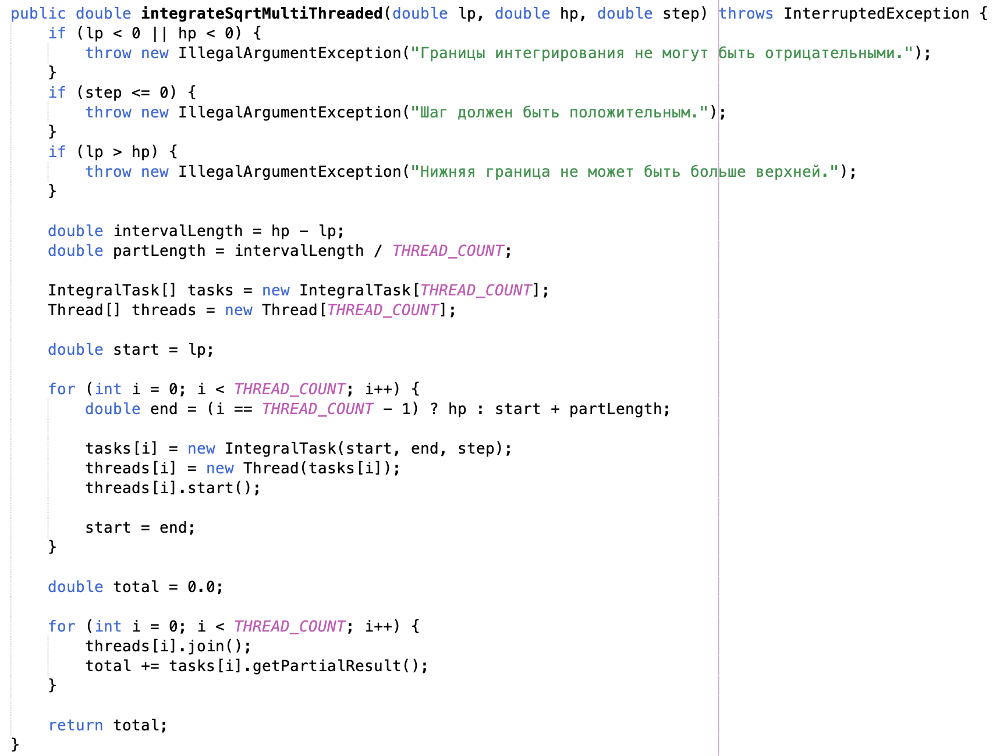 public double integrateSqrtMultiThreaded(double lp, double hp, double step) throws InterruptedException {
    if (lp < 0 || hp < 0) {
        throw new IllegalArgumentException("Границы интегрирования не могут быть отрицательными.");
    }
    if (step <= 0) {
        throw new IllegalArgumentException("Шаг должен быть положительным.");
    }
    if (lp > hp) {
        throw new IllegalArgumentException("Нижняя граница не может быть больше верхней.");
    }

    double intervalLength = hp - lp;
    double partLength = intervalLength / THREAD_COUNT;

    IntegralTask[] tasks = new IntegralTask[THREAD_COUNT];
    Thread[] threads = new Thread[THREAD_COUNT];

    double start = lp;

    for (int i = 0; i < THREAD_COUNT; i++) {
        double end = (i == THREAD_COUNT - 1) ? hp : start + partLength;

        tasks[i] = new IntegralTask(start, end, step);
        threads[i] = new Thread(tasks[i]);
        threads[i].start();

        start = end;
    }

    double total = 0.0;

    for (int i = 0; i < THREAD_COUNT; i++) {
        threads[i].join();
        total += tasks[i].getPartialResult();
    }

    return total;
}